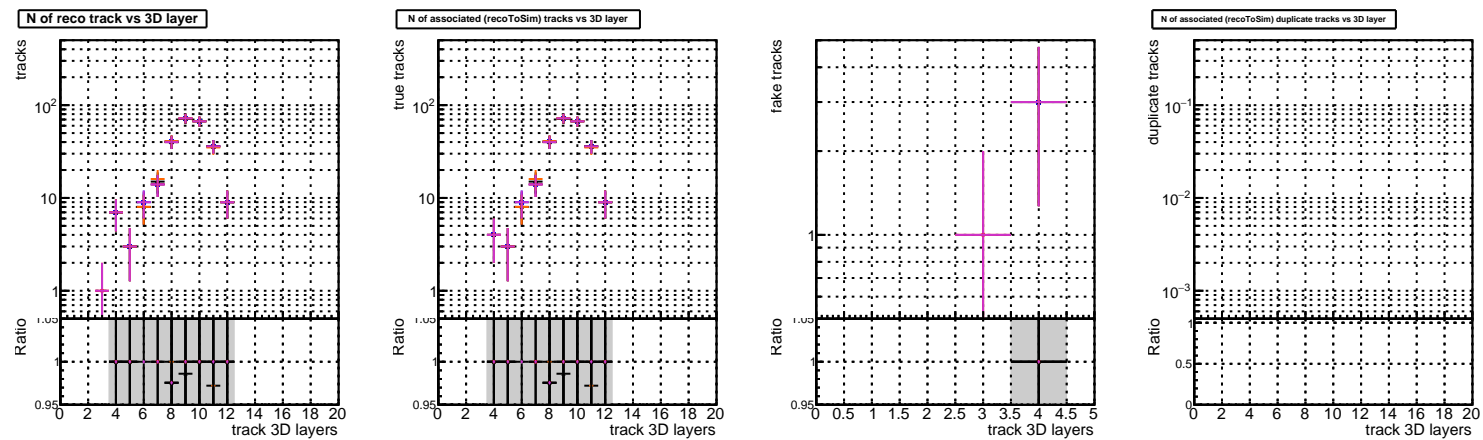 N of reco track vs 3D layer
tracks
10²
10
1
Ratio
1.05
1
0.95
0 2 4 6 8 10 12 14 16 18 20
track 3D layers
N of associated (recoToSim) tracks vs 3D layer
true tracks
10²
10
1
Ratio
1.05
1
0.95
0 2 4 6 8 10 12 14 16 18 20
track 3D layers
fake tracks
1
Ratio
1.05
1
0.95
0 0.5 1 1.5 2 2.5 3 3.5 4 4.5 5
track 3D layers
N of associated (recoToSim) duplicate tracks vs 3D layer
duplicate tracks
10⁻¹
10⁻²
10⁻³
Ratio
1
0.5
0
0 2 4 6 8 10 12 14 16 18 20
track 3D layers